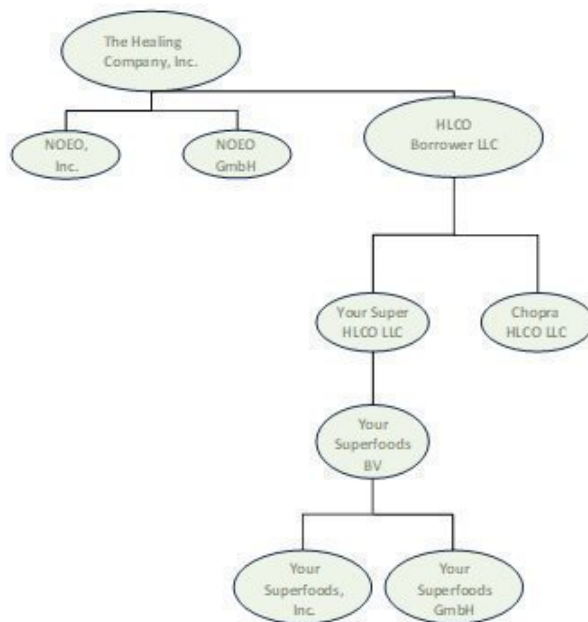 The Healing
Company, Inc.
NOEO,
Inc.
NOEO
GmbH
HLCO
Borrower LLC
Your Super
HLCO LLC
Chopra
HLCO LLC
Your
Superfoods
BV
Your
Superfoods,
Inc.
Your
Superfoods
GmbH